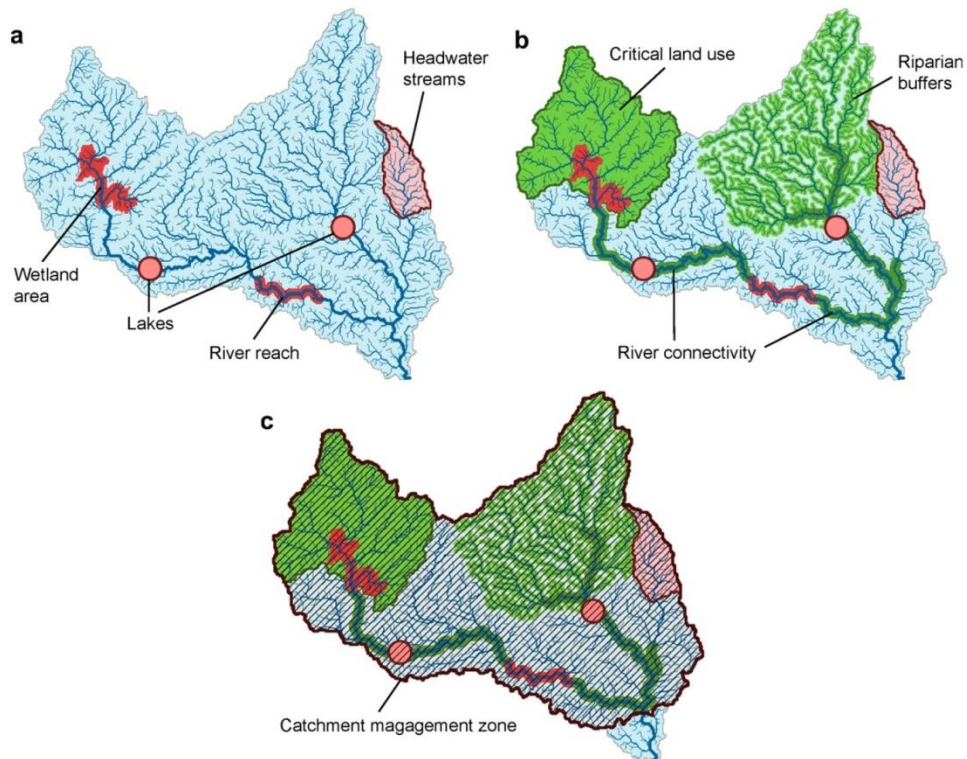 a
Headwater
streams
Wetland
area
Lakes
River reach
b
Critical land use
Riparian
buffers
River connectivity
c
Catchment magagement zone